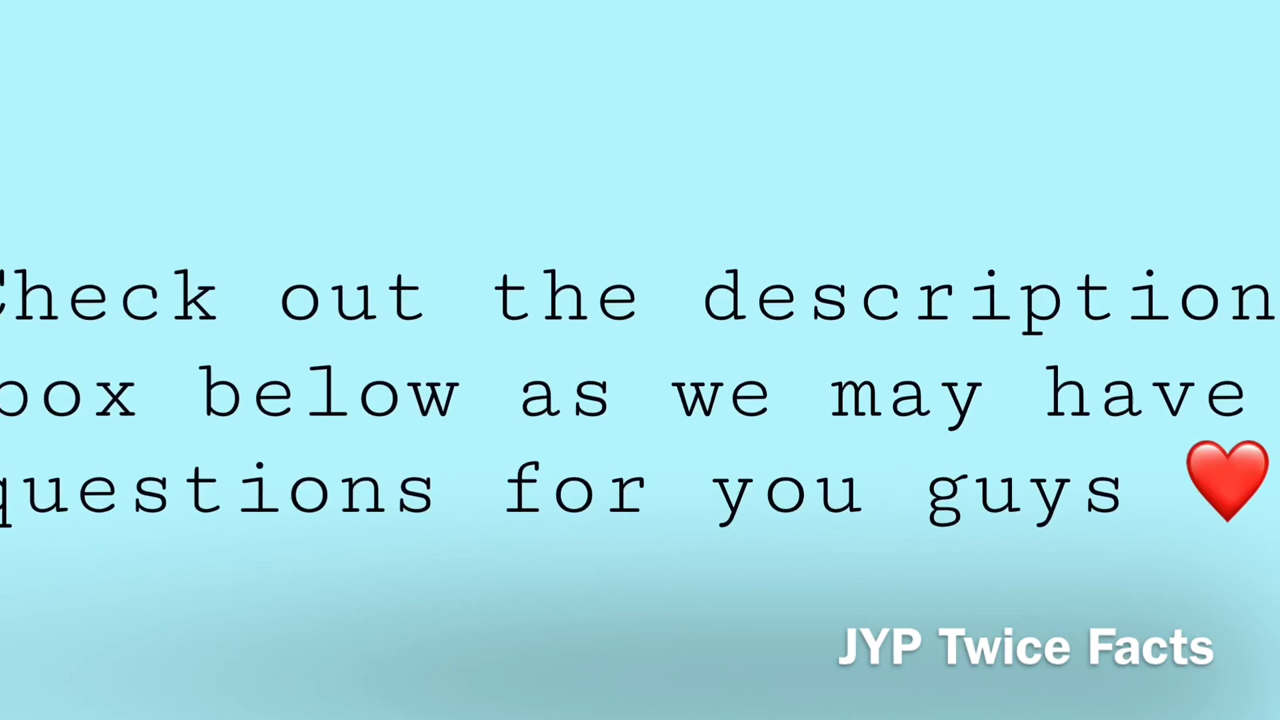 Check out the description
box below as we may have
questions for you guys ❤️
JYP Twice Facts